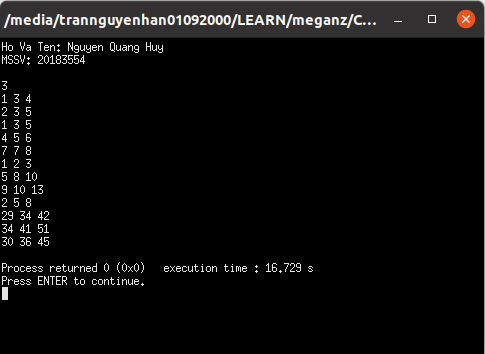 /media/trannguyenhan01092000/LEARN/meganz/C...
Ho Va Ten: Nguyen Quang Huy
MSSV: 20183554
3
1 3 4
2 3 5
1 3 5
4 5 6
7 7 8
1 2 3
5 8 10
9 10 13
2 5 8
29 34 42
34 41 51
30 36 45
Process returned 0 (0x0)   execution time : 16.729 s
Press ENTER to continue.